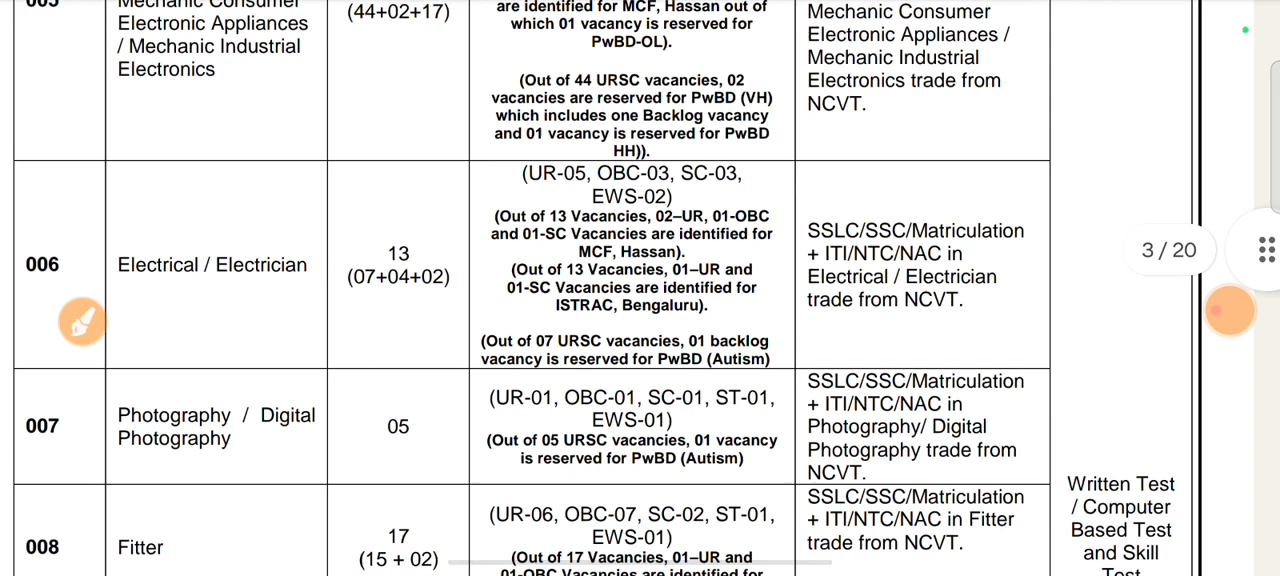 005
Mechanic Consumer
Electronic Appliances
/ Mechanic Industrial
Electronics
(44+02+17)
are identified for MCF, Hassan out of
which 01 vacancy is reserved for
PwBD-OL).
(Out of 44 URSC vacancies, 02
vacancies are reserved for PwBD (VH)
which includes one Backlog vacancy
and 01 vacancy is reserved for PwBD
HH)).
Mechanic Consumer
Electronic Appliances /
Mechanic Industrial
Electronics trade from
NCVT.
006
Electrical / Electrician
13
(07+04+02)
(UR-05, OBC-03, SC-03,
EWS-02)
(Out of 13 Vacancies, 02–UR, 01-OBC
and 01-SC Vacancies are identified for
MCF, Hassan).
(Out of 13 Vacancies, 01–UR and
01-SC Vacancies are identified for
ISTRAC, Bengaluru).
(Out of 07 URSC vacancies, 01 backlog
vacancy is reserved for PwBD (Autism)
SSLC/SSC/Matriculation
+ ITI/NTC/NAC in
Electrical / Electrician
trade from NCVT.
3 / 20
007
Photography / Digital
Photography
05
(UR-01, OBC-01, SC-01, ST-01,
EWS-01)
(Out of 05 URSC vacancies, 01 vacancy
is reserved for PwBD (Autism)
SSLC/SSC/Matriculation
+ ITI/NTC/NAC in
Photography/ Digital
Photography trade from
NCVT.
008
Fitter
17
(15 + 02)
(UR-06, OBC-07, SC-02, ST-01,
EWS-01)
(Out of 17 Vacancies, 01–UR and
01-OBC Vacancies are identified for
SSLC/SSC/Matriculation
+ ITI/NTC/NAC in Fitter
trade from NCVT.
Written Test
/ Computer
Based Test
and Skill
Test